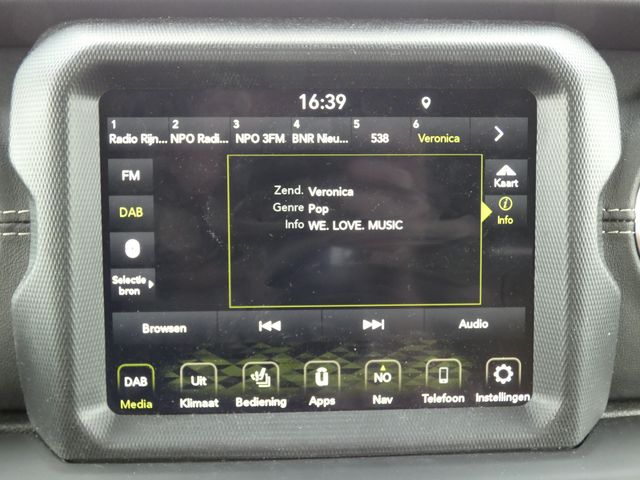 16:39
1 2 3 4 5 6
Radio Rijn... NPO Radi... NPO 3FM BNR Nieu... 538 Veronica
FM
DAB
Selectie
bron
Zend. Veronica
Genre Pop
Info WE. LOVE. MUSIC
Kaart
i
Info
Browsen Audio
DAB Uit NO
Media Klimaat Bediening Apps Nav Telefoon Instellingen